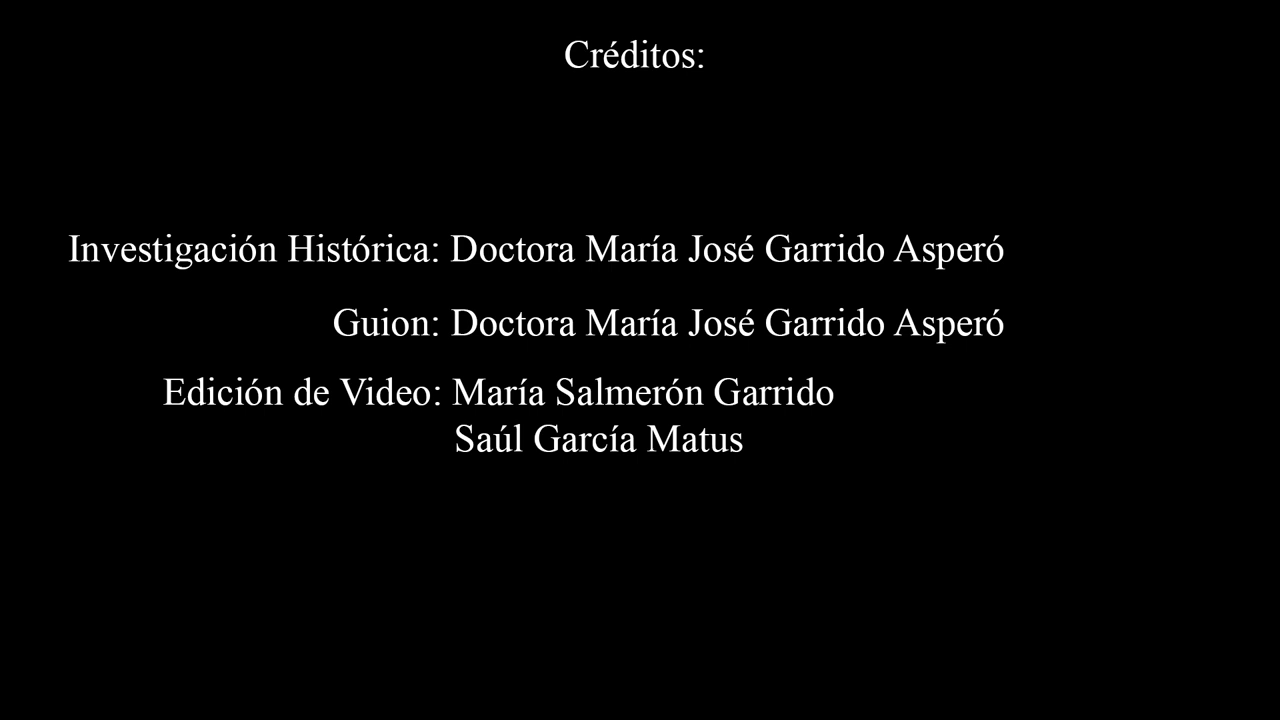 Créditos:
Investigación Histórica: Doctora María José Garrido Asperó
Guion: Doctora María José Garrido Asperó
Edición de Video: María Salmerón Garrido
Saúl García Matus